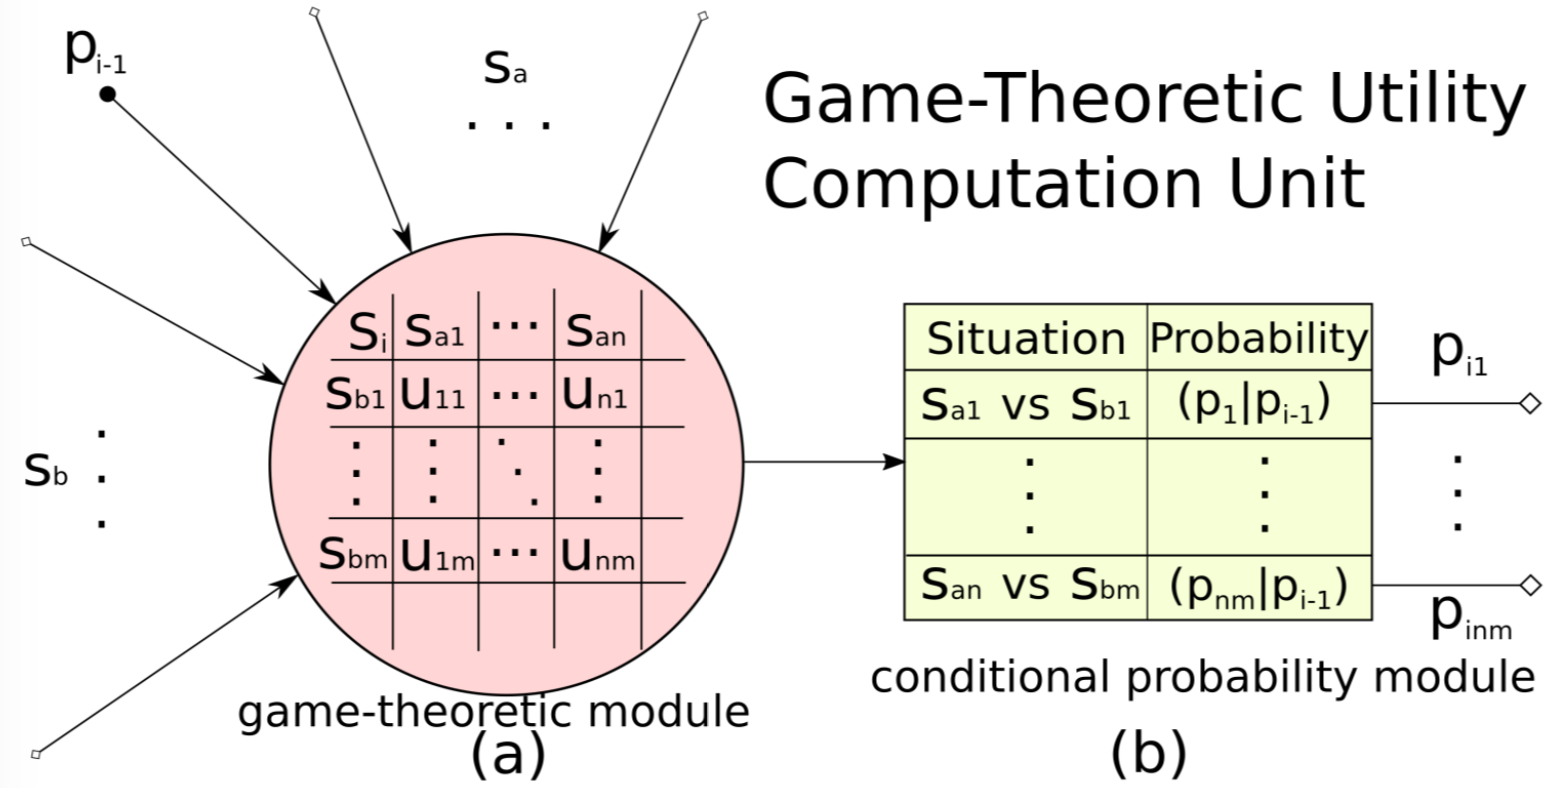 p_{i-1}
s_a
. . .
Game-Theoretic Utility
Computation Unit
S_i s_{a1} ... s_{an}
s_{b1} u_{11} ... u_{n1}
s_b
s_{bm} u_{1m} ... u_{nm}
game-theoretic module
(a)
Situation Probability
s_{a1} vs s_{b1} (p_1|p_{i-1})
s_{an} vs s_{bm} (p_{nm}|p_{i-1})
p_{i1}
p_{inm}
conditional probability module
(b)